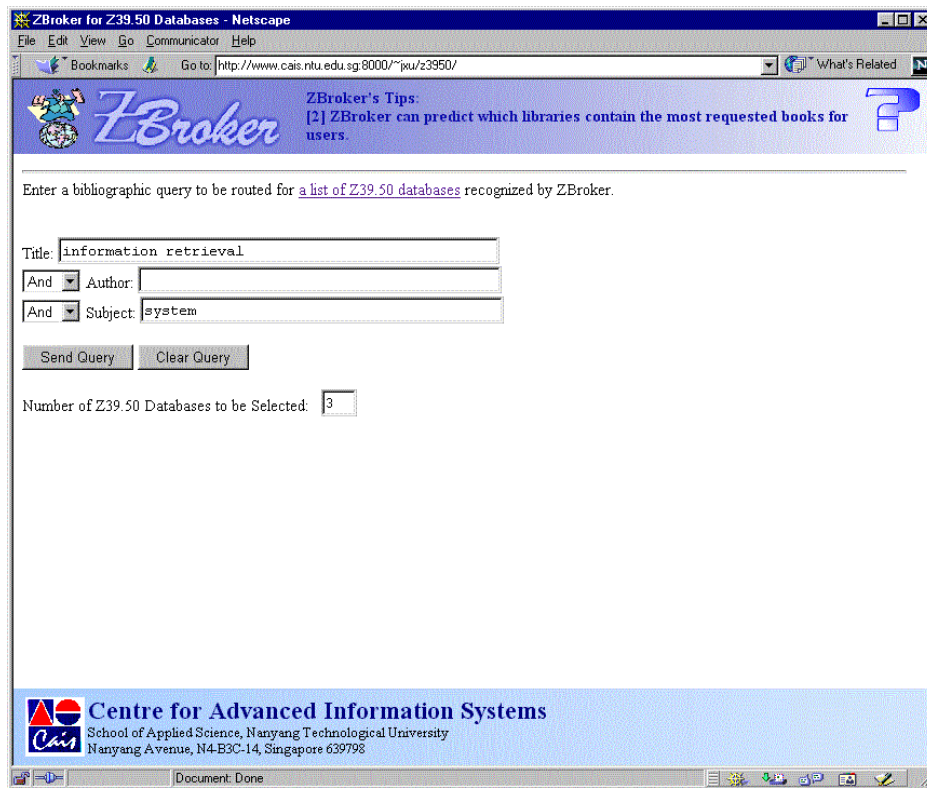 ZBroker for Z39.50 Databases - Netscape
File Edit View Go Communicator Help
Bookmarks Go to: http://www.cais.ntu.edu.sg:8000/~jxu/z3950/ What's Related N
ZBroker
ZBroker's Tips:
[2] ZBroker can predict which libraries contain the most requested books for
users.
?
Enter a bibliographic query to be routed for a list of Z39.50 databases recognized by ZBroker.
Title: information retrieval
And Author:
And Subject: system
Send Query Clear Query
Number of Z39.50 Databases to be Selected: 3
Cais
Centre for Advanced Information Systems
School of Applied Science, Nanyang Technological University
Nanyang Avenue, N4-B3C-14, Singapore 639798
Document: Done